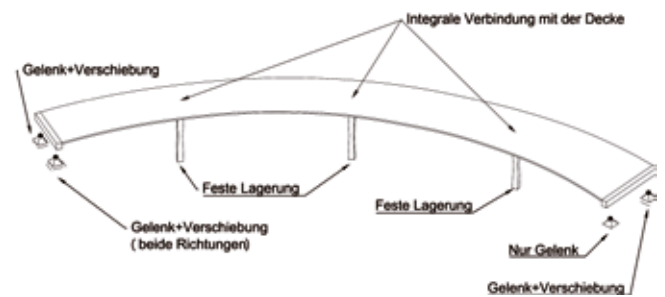 Integrale Verbindung mit der Decke
Gelenk+Verschiebung
Feste Lagerung
Feste Lagerung
Gelenk+Verschiebung
( beide Richtungen)
Nur Gelenk
Gelenk+Verschiebung